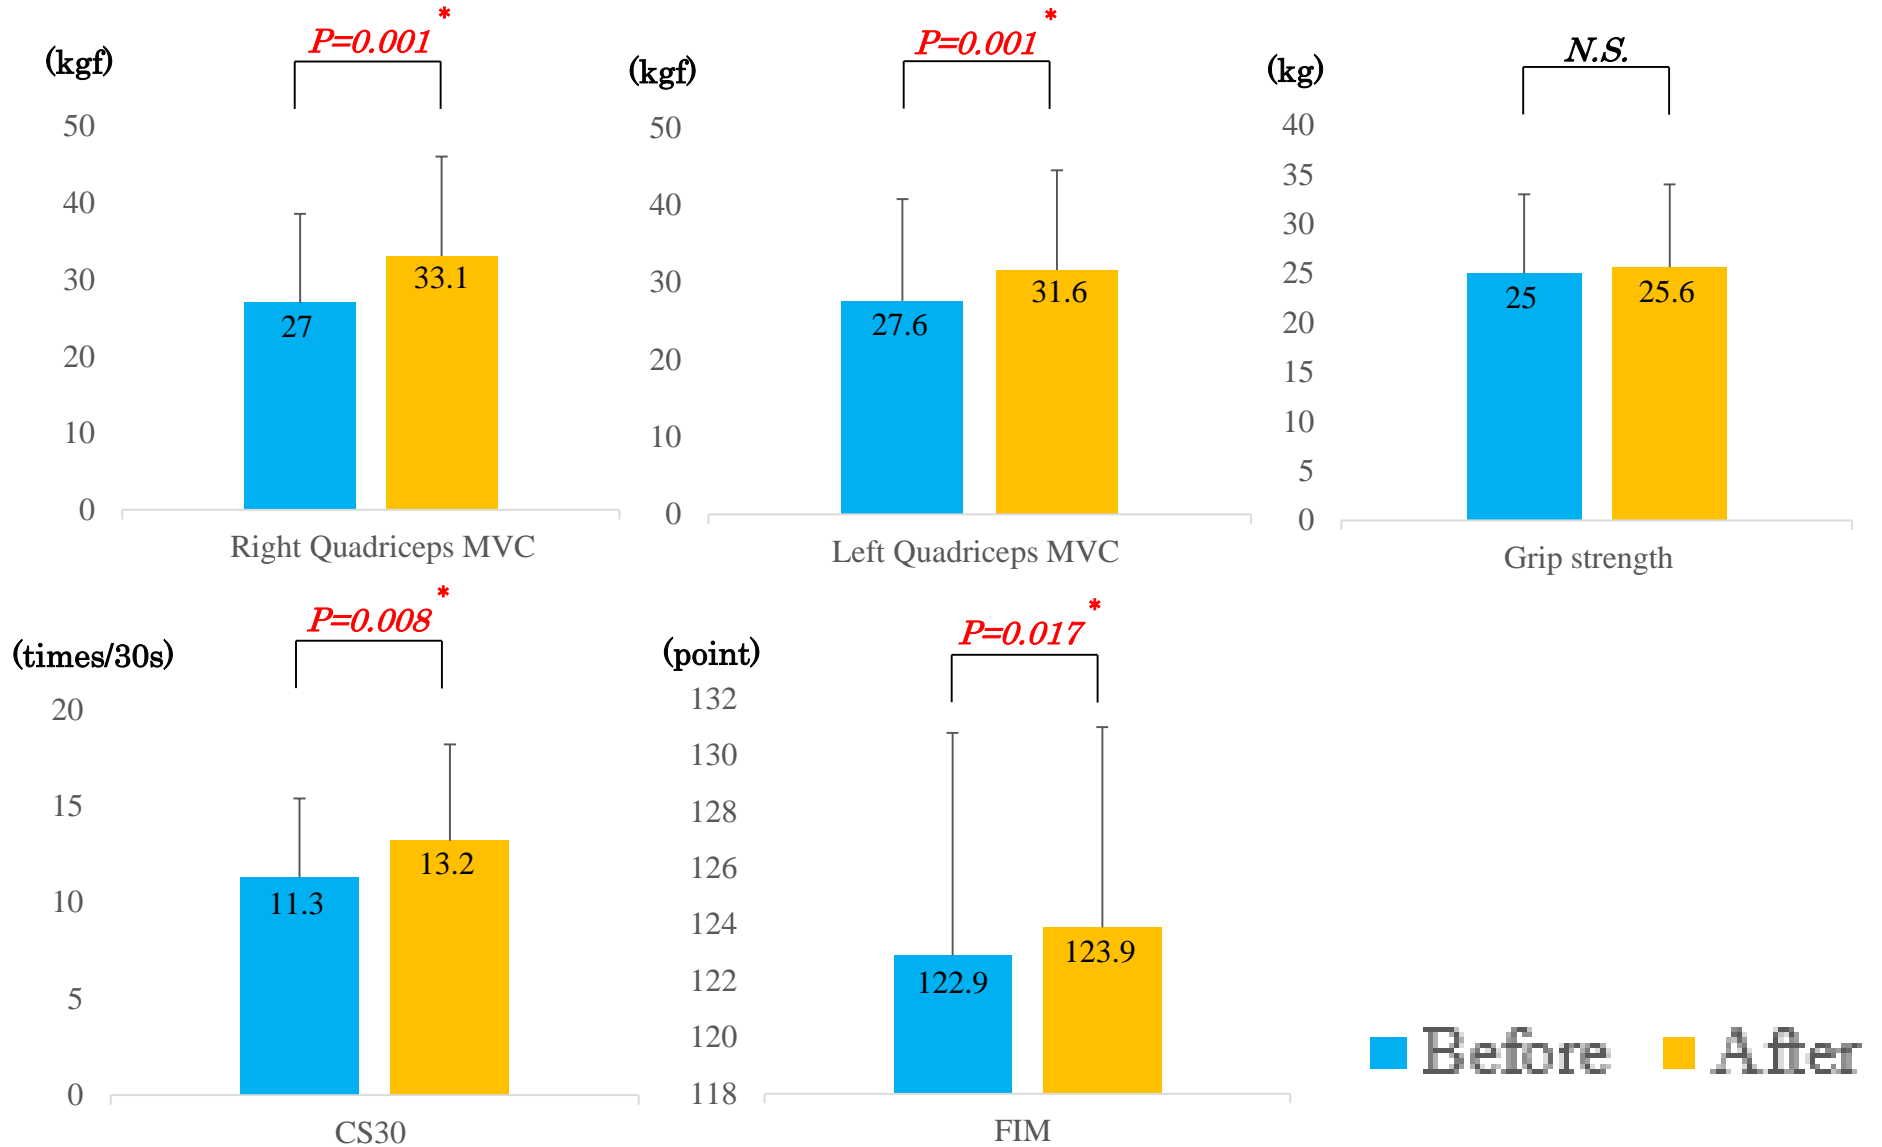 P=0.001 *
(kgf)
50
40
30
20
10
0
27
33.1
Right Quadriceps MVC
P=0.001 *
(kgf)
50
40
30
20
10
0
27.6
31.6
Left Quadriceps MVC
N.S.
(kg)
40
35
30
25
20
15
10
5
0
25
25.6
Grip strength
P=0.008 *
(times/30s)
20
15
10
5
0
11.3
13.2
CS30
P=0.017 *
(point)
132
130
128
126
124
122
120
118
122.9
123.9
FIM
Before After